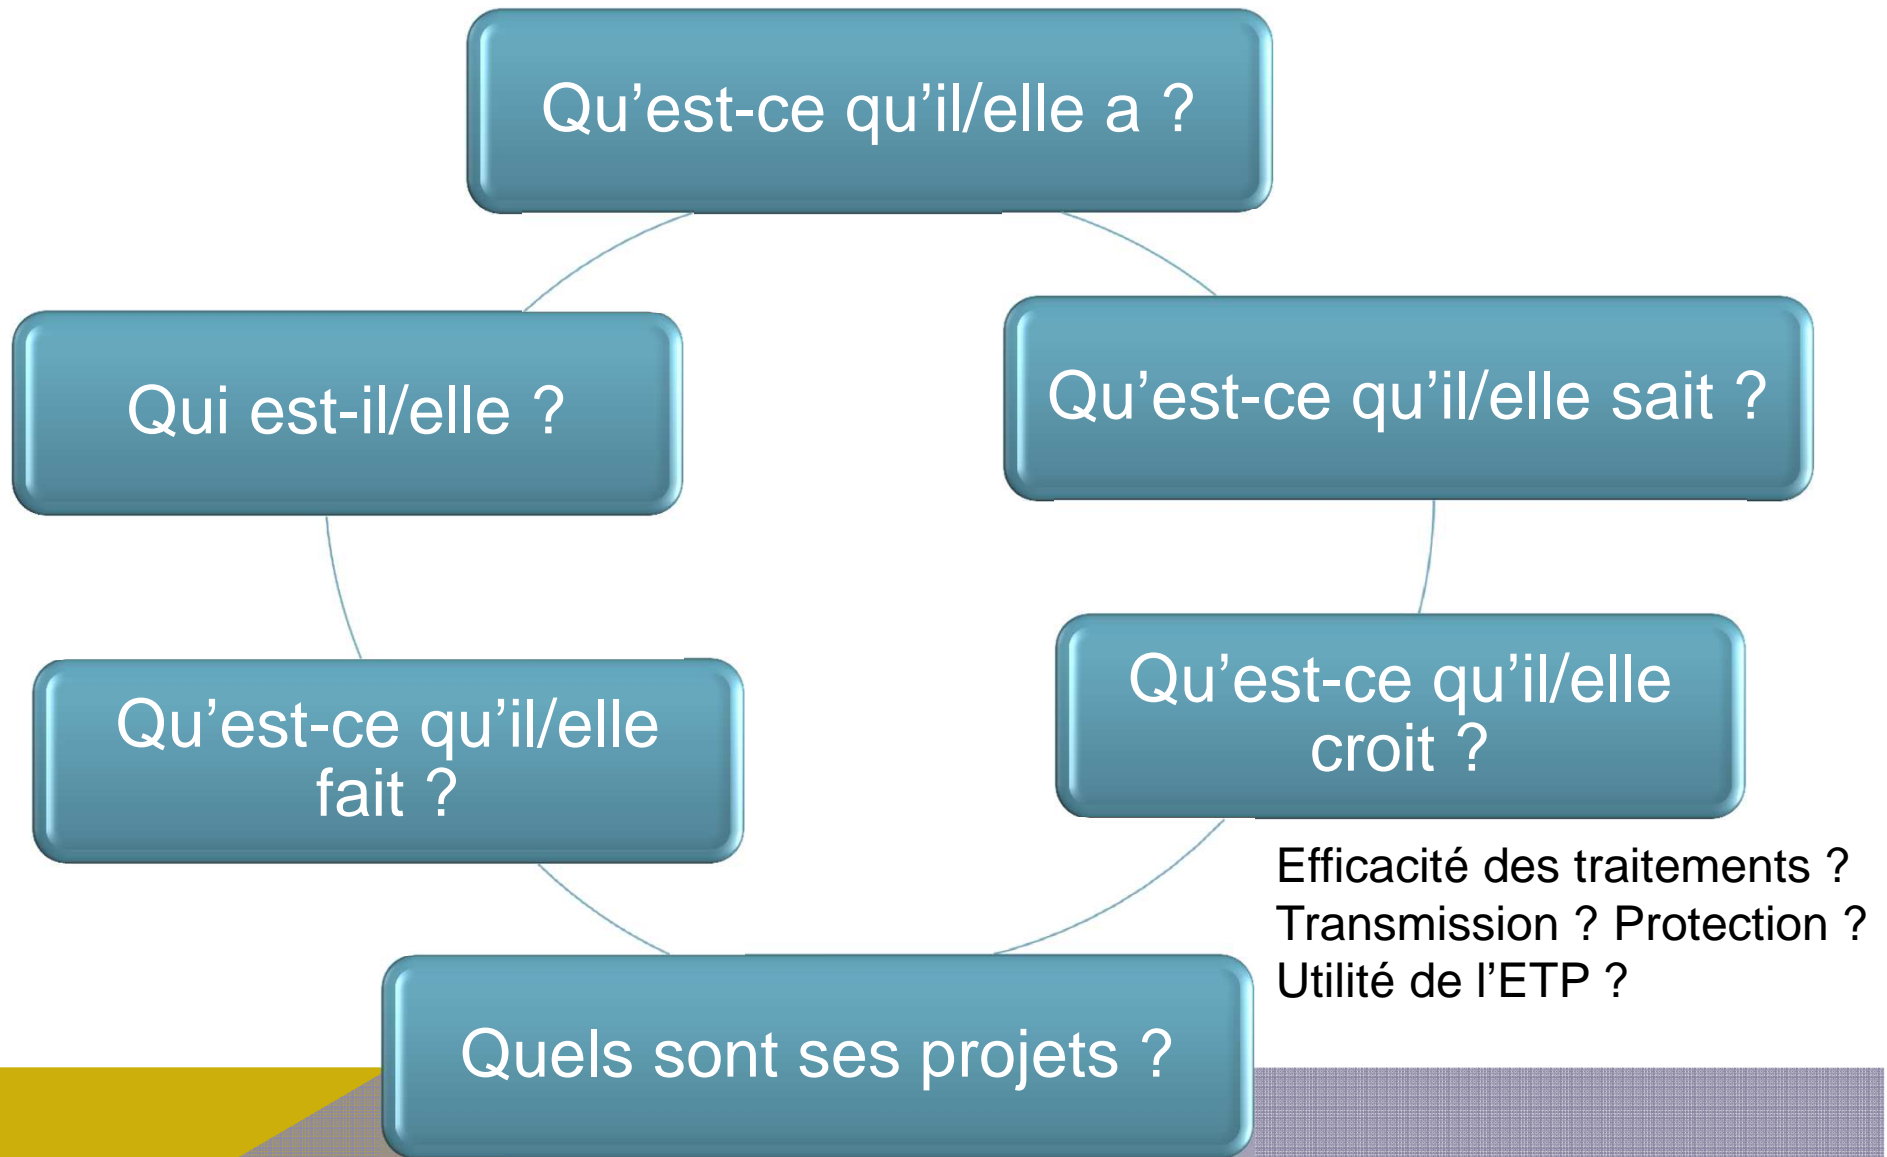 Qu’est-ce qu’il/elle a ?
Qui est-il/elle ?
Qu’est-ce qu’il/elle sait ?
Qu’est-ce qu’il/elle
fait ?
Qu’est-ce qu’il/elle
croit ?
Efficacité des traitements ?
Transmission ? Protection ?
Utilité de l’ETP ?
Quels sont ses projets ?